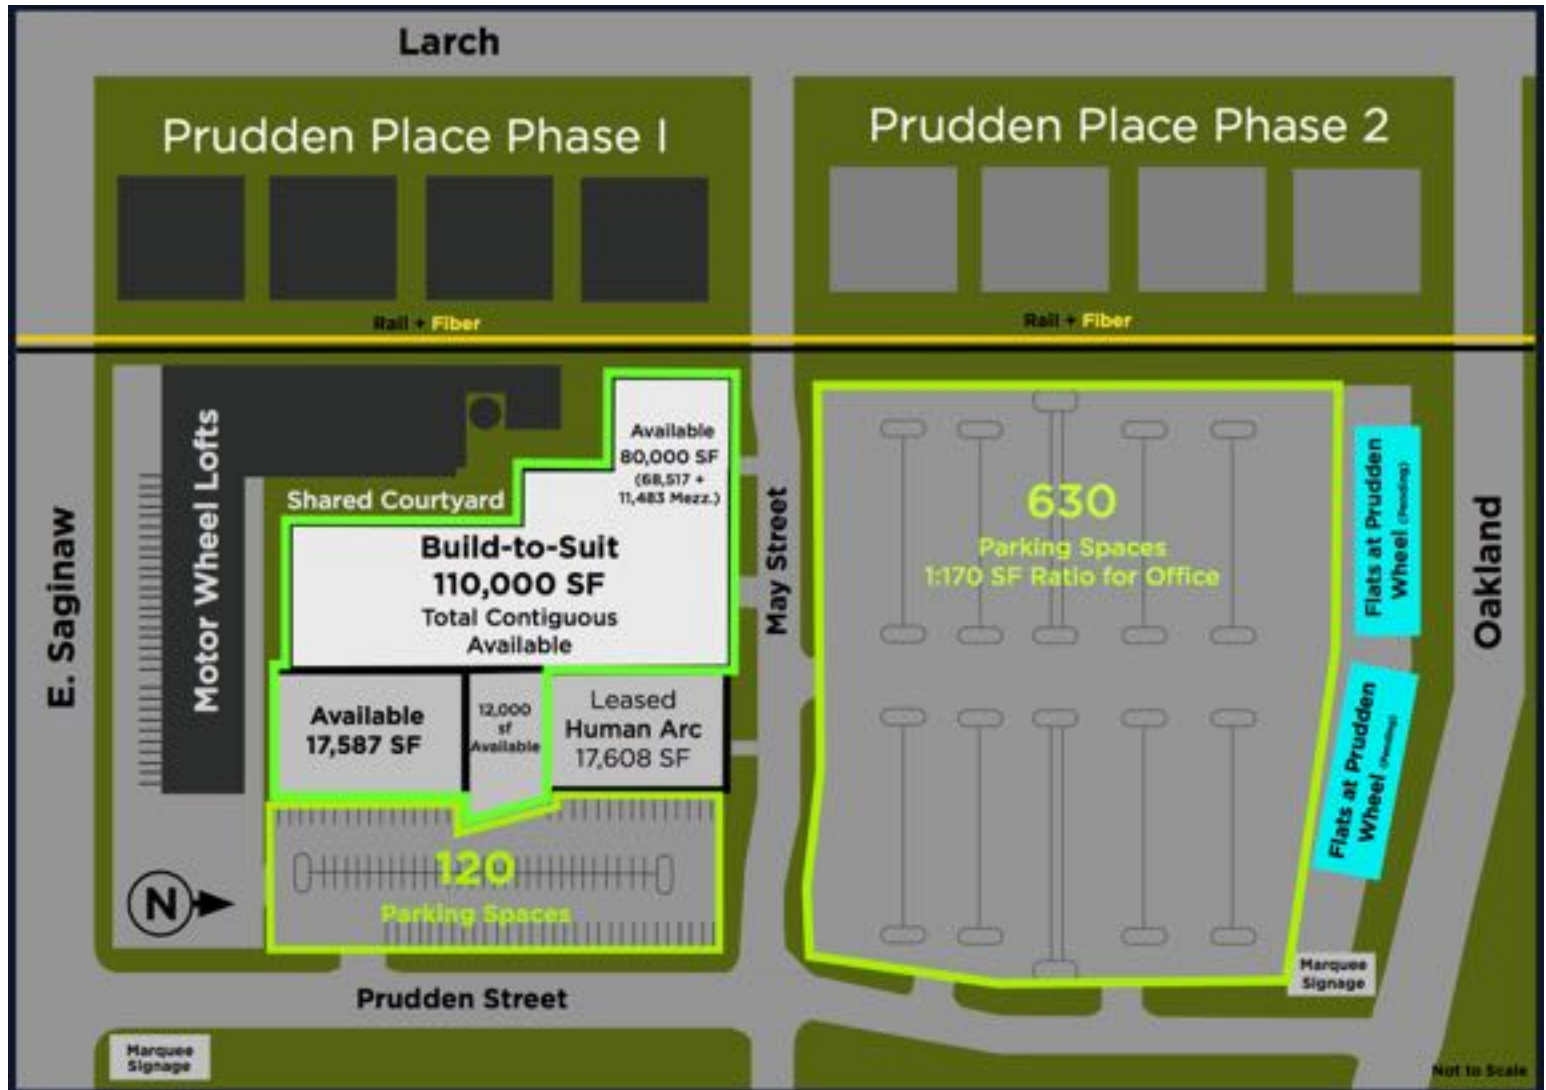 Larch
Prudden Place Phase I
Prudden Place Phase 2
Rail + Fiber
Rail + Fiber
E. Saginaw
Motor Wheel Lofts
Shared Courtyard
Available
80,000 SF
(68,517 +
11,483 Mezz.)
Build-to-Suit
110,000 SF
Total Contiguous
Available
Available
17,587 SF
12,000
sf
Available
Leased
Human Arc
17,608 SF
May Street
630
Parking Spaces
1:170 SF Ratio for Office
Flats at Prudden
Wheel (Pending)
Flats at Prudden
Wheel (Pending)
Oakland
N
120
Parking Spaces
Prudden Street
Marquee
Signage
Marquee
Signage
Not to Scale